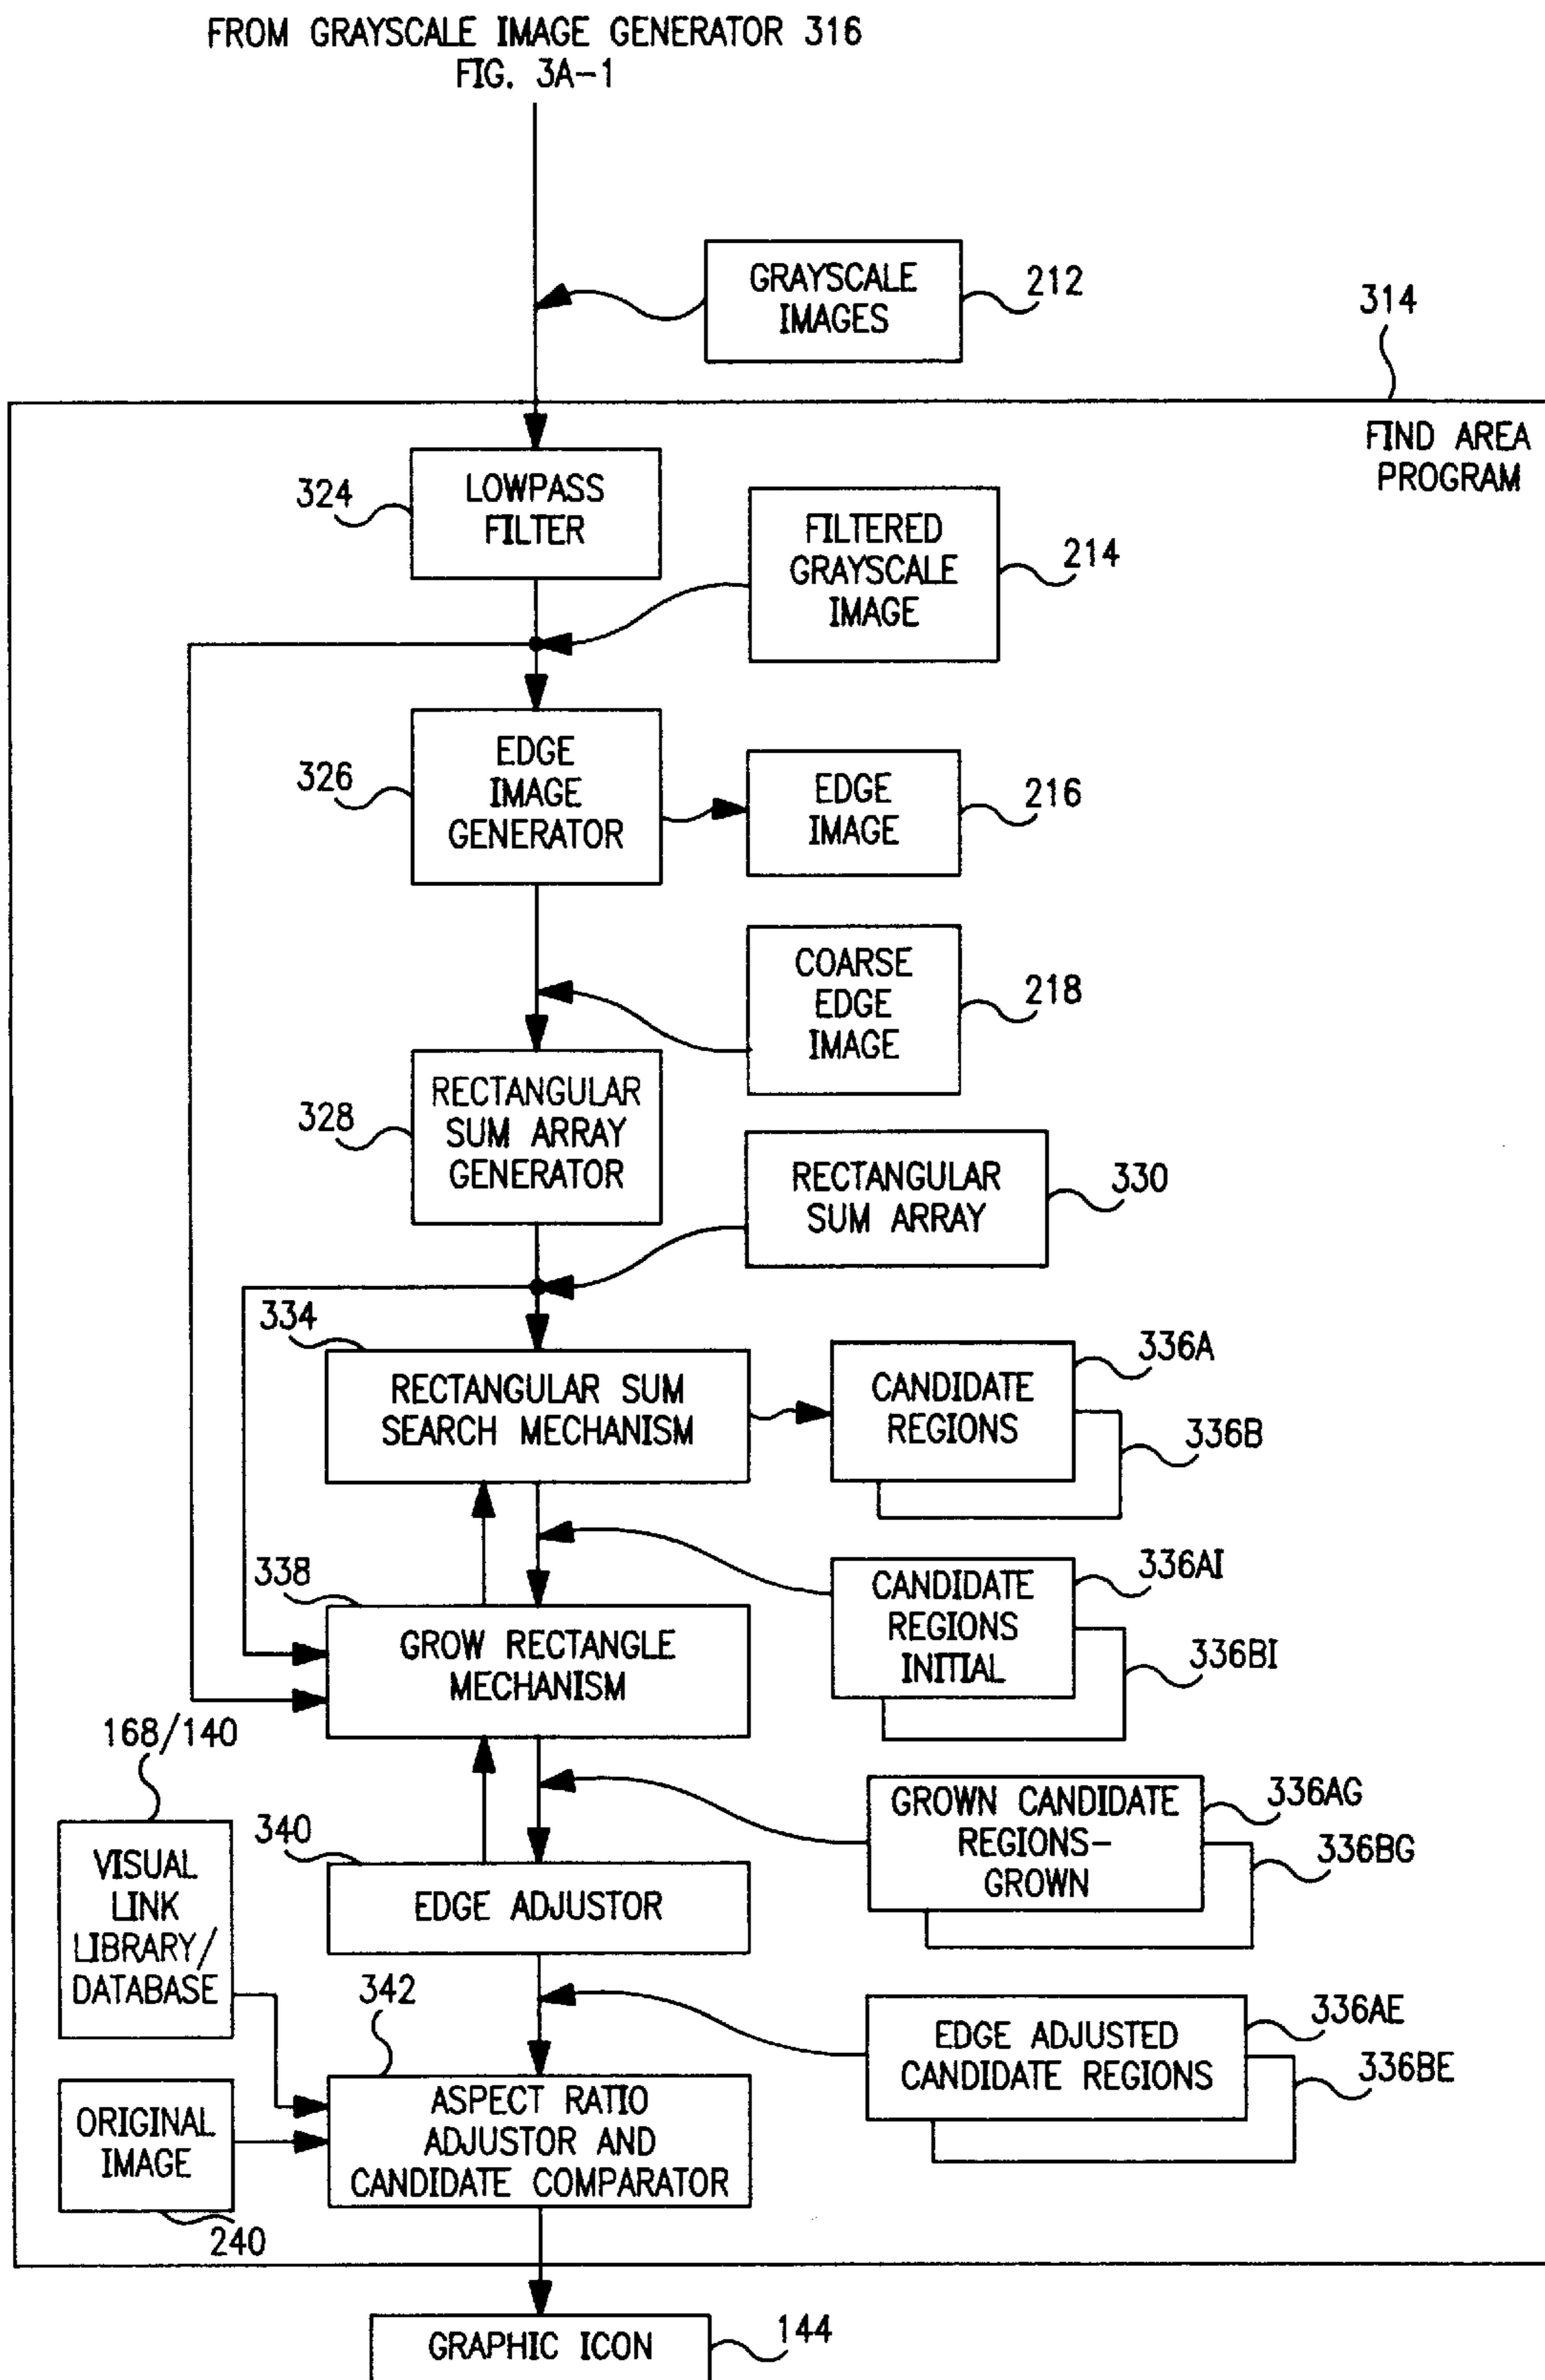 FROM GRAYSCALE IMAGE GENERATOR 316
FIG. 3A-1
GRAYSCALE
IMAGES
212
314
FIND AREA
PROGRAM
324
LOWPASS
FILTER
FILTERED
GRAYSCALE
IMAGE
214
326
EDGE
IMAGE
GENERATOR
EDGE
IMAGE
216
COARSE
EDGE
IMAGE
218
328
RECTANGULAR
SUM ARRAY
GENERATOR
RECTANGULAR
SUM ARRAY
330
334
RECTANGULAR SUM
SEARCH MECHANISM
CANDIDATE
REGIONS
336A
336B
338
GROW RECTANGLE
MECHANISM
CANDIDATE
REGIONS
INITIAL
336AI
336BI
168/140
VISUAL
LINK
LIBRARY/
DATABASE
340
EDGE ADJUSTOR
GROWN CANDIDATE
REGIONS-
GROWN
336AG
336BG
342
ASPECT RATIO
ADJUSTOR AND
CANDIDATE COMPARATOR
EDGE ADJUSTED
CANDIDATE REGIONS
336AE
336BE
ORIGINAL
IMAGE
240
GRAPHIC ICON
144